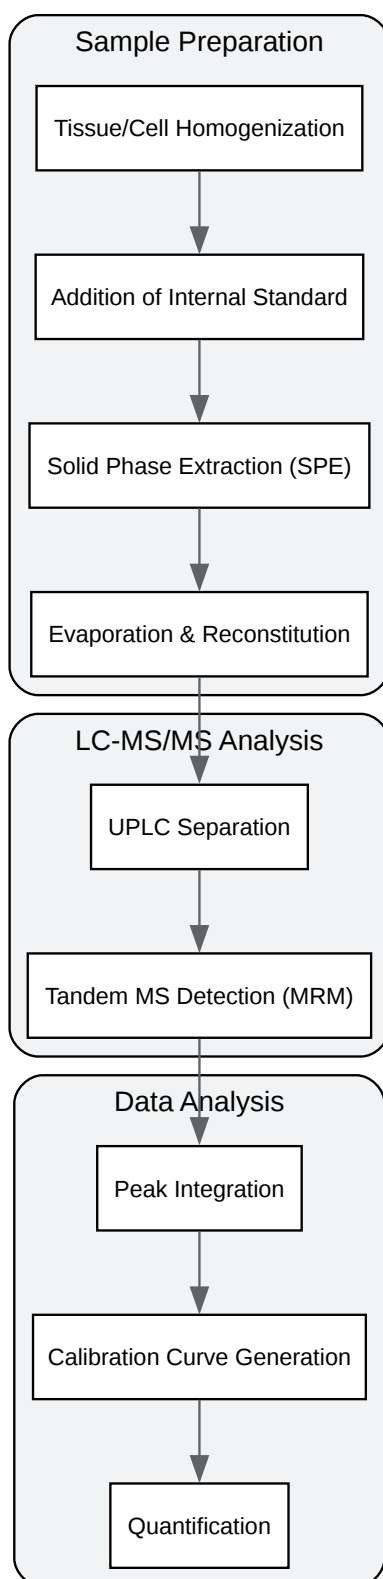 Sample Preparation
Tissue/Cell Homogenization
Addition of Internal Standard
Solid Phase Extraction (SPE)
Evaporation & Reconstitution
LC-MS/MS Analysis
UPLC Separation
Tandem MS Detection (MRM)
Data Analysis
Peak Integration
Calibration Curve Generation
Quantification